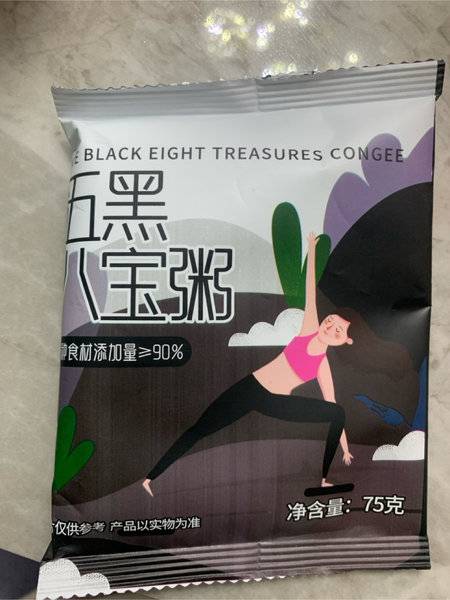 E BLACK EIGHT TREASURES CONGEE
伍黑
八宝粥
食材添加量≥90%
净含量：75克
仅供参考 产品以实物为准